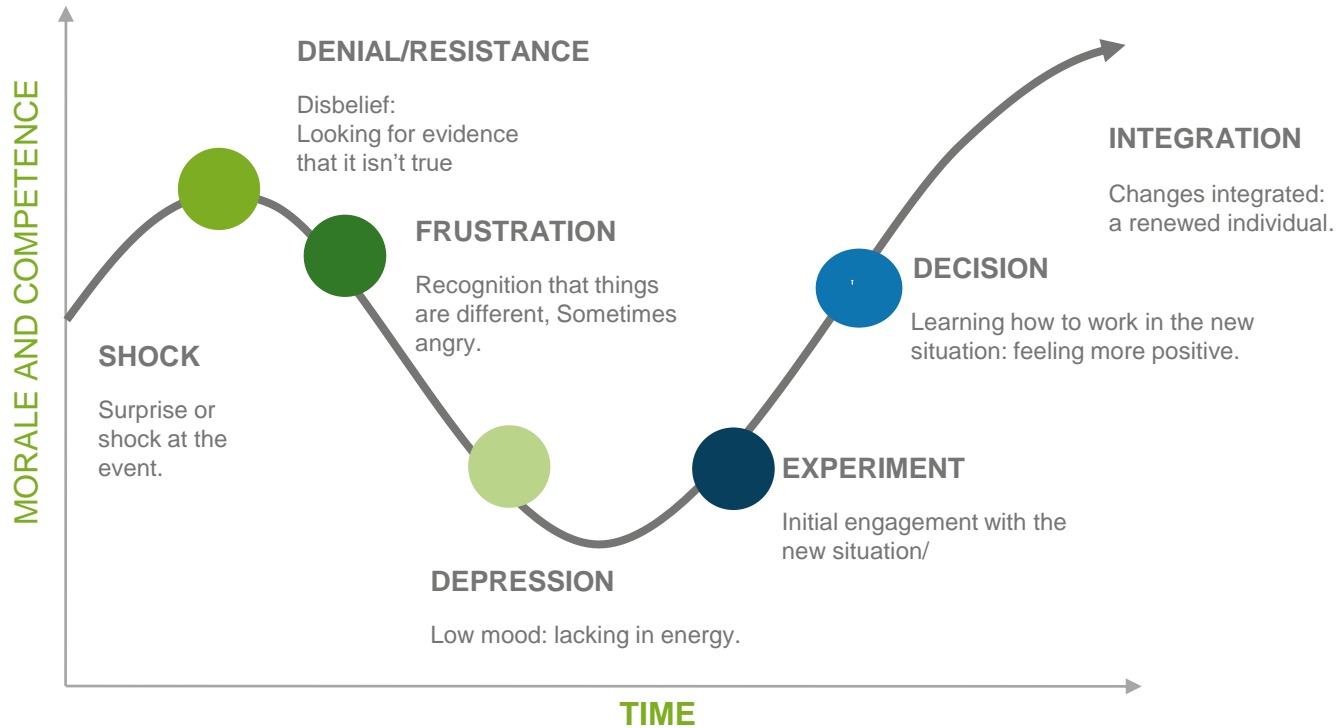 MORALE AND COMPETENCE
DENIAL/RESISTANCE
Disbelief:
Looking for evidence
that it isn’t true
FRUSTRATION
Recognition that things
are different, Sometimes
angry.
SHOCK
Surprise or
shock at the
event.
DEPRESSION
Low mood: lacking in energy.
EXPERIMENT
Initial engagement with the
new situation/
DECISION
Learning how to work in the new
situation: feeling more positive.
INTEGRATION
Changes integrated:
a renewed individual.
TIME